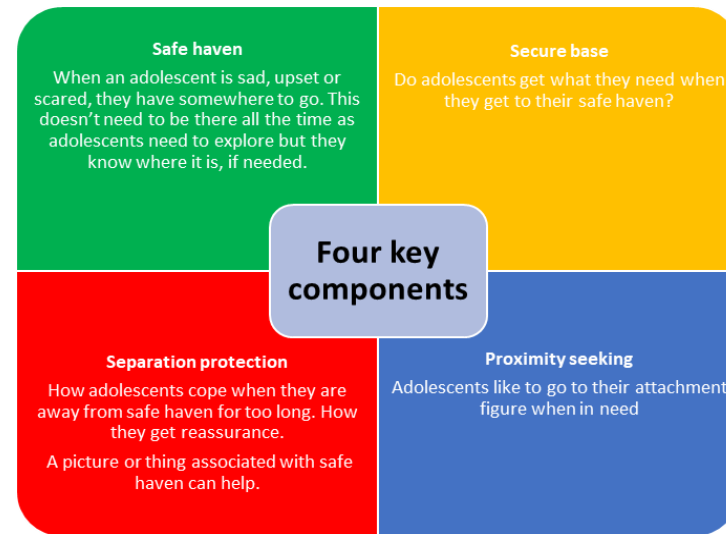 Safe haven
When an adolescent is sad, upset or
scared, they have somewhere to go. This
doesn't need to be there all the time as
adolescents need to explore but they
know where it is, if needed.
Secure base
Do adolescents get what they need when
they get to their safe haven?
Four key
components
Separation protection
How adolescents cope when they are
away from safe haven for too long. How
they get reassurance.
A picture or thing associated with safe
haven can help.
Proximity seeking
Adolescents like to go to their attachment
figure when in need